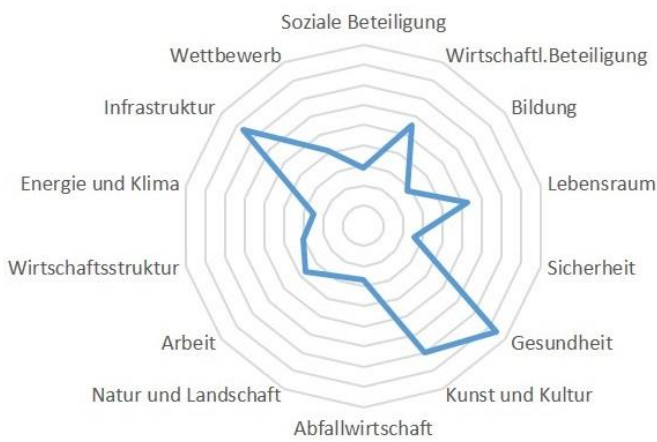 Soziale Beteiligung
Wettbewerb
Wirtschaftl.Beteiligung
Infrastruktur
Bildung
Energie und Klima
Lebensraum
Wirtschaftsstruktur
Sicherheit
Arbeit
Gesundheit
Natur und Landschaft
Kunst und Kultur
Abfallwirtschaft